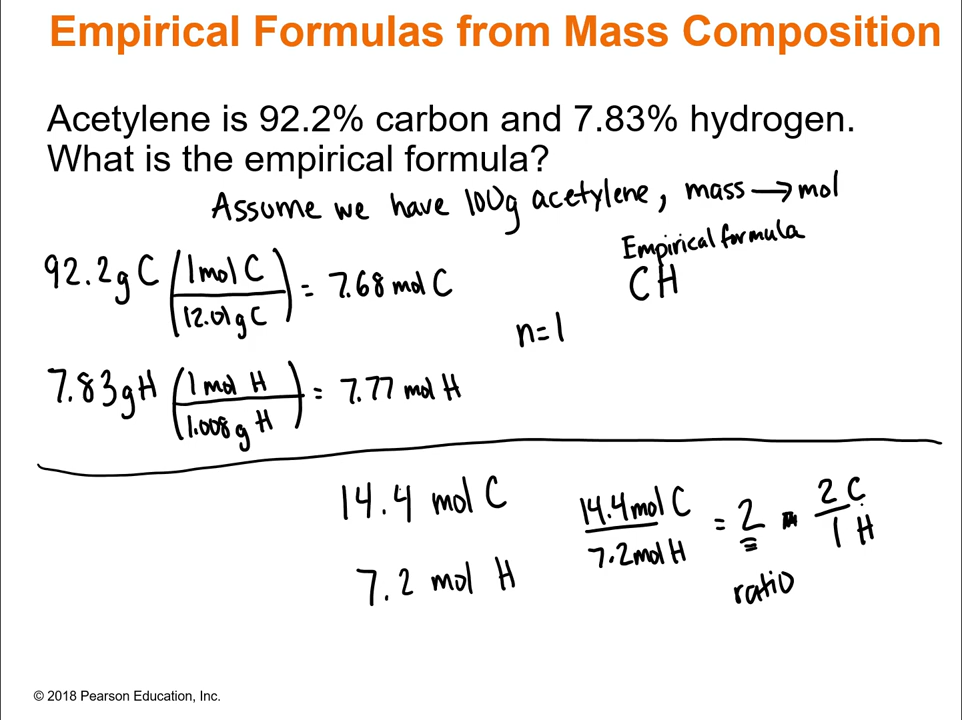 Empirical Formulas from Mass Composition
Acetylene is 92.2% carbon and 7.83% hydrogen.
What is the empirical formula?
Assume we have 100g acetylene, mass → mol
Empirical formula
CH
92.2g C (1 mol C / 12.01 g C) = 7.68 mol C
n=1
7.83 g H (1 mol H / 1.008 g H) = 7.77 mol H
14.4 mol C
14.4 mol C / 7.2 mol H = 2
2 C / 1 H
7.2 mol H
ratio
© 2018 Pearson Education, Inc.